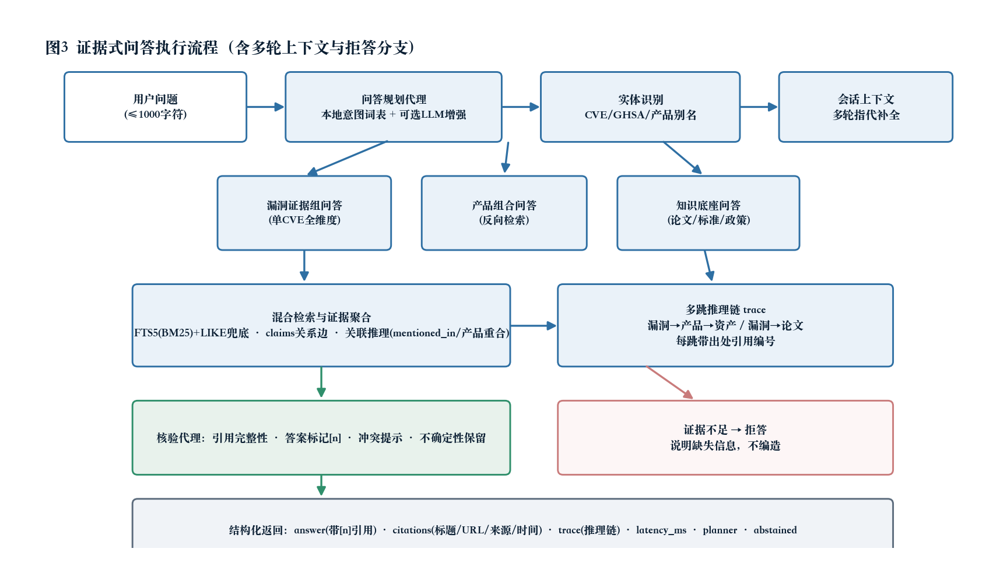 图3 证据式问答执行流程（含多轮上下文与拒答分支）
用户问题
(≤1000字符)
问答规划代理
本地意图词表 + 可选LLM增强
实体识别
CVE/GHSA/产品别名
会话上下文
多轮指代补全
漏洞证据组问答
(单CVE全维度)
产品组合问答
(反向检索)
知识底座问答
(论文/标准/政策)
混合检索与证据聚合
FTS5(BM25)+LIKE兜底 · claims关系边 · 关联推理(mentioned_in/产品重合)
多跳推理链 trace
漏洞→产品→资产 / 漏洞→论文
每跳带出处引用编号
核验代理：引用完整性 · 答案标记[n] · 冲突提示 · 不确定性保留
证据不足 → 拒答
说明缺失信息，不编造
结构化返回：answer(带[n]引用) · citations(标题/URL/来源/时间) · trace(推理链) · latency_ms · planner · abstained